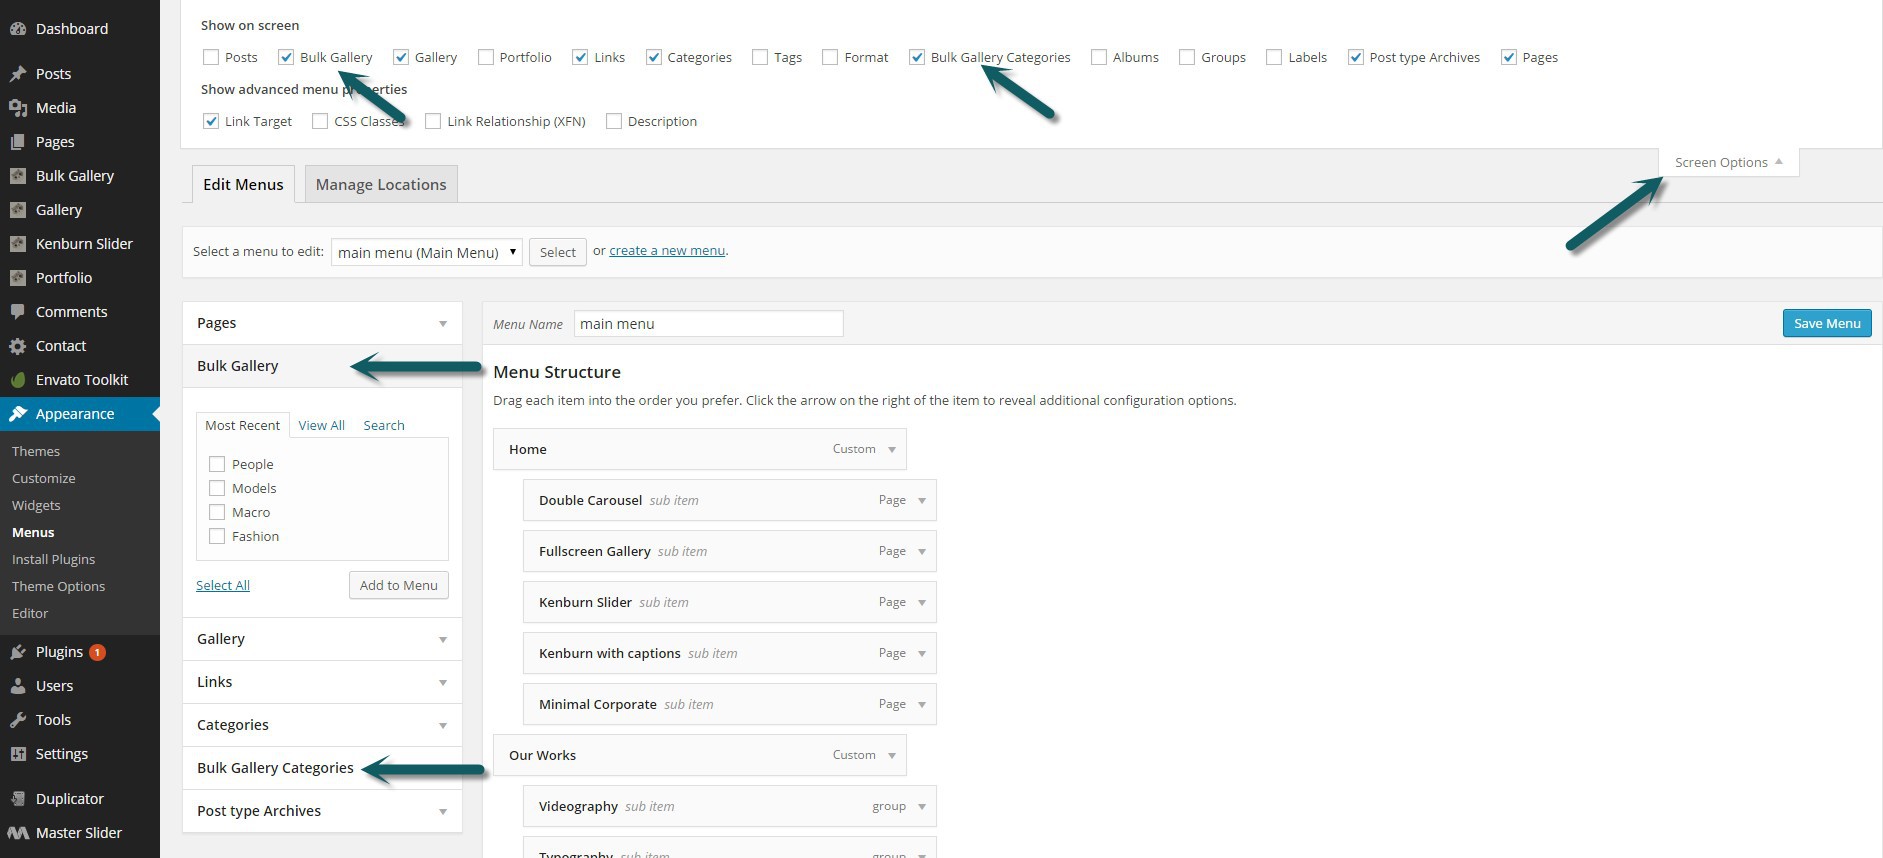 Dashboard
Posts
Media
Pages
Bulk Gallery
Gallery
Kenburn Slider
Portfolio
Comments
Contact
Envato Toolkit
Appearance
Themes
Customize
Widgets
Menus
Install Plugins
Theme Options
Editor
Plugins 1
Users
Tools
Settings
Duplicator
Master Slider
Show on screen
Posts Bulk Gallery Gallery Portfolio Links Categories Tags Format Bulk Gallery Categories Albums Groups Labels Post type Archives Pages
Show advanced menu properties
Link Target CSS Classes Link Relationship (XFN) Description
Screen Options
Edit Menus Manage Locations
Select a menu to edit: main menu (Main Menu) Select or create a new menu.
Pages
Bulk Gallery
Most Recent View All Search
People
Models
Macro
Fashion
Select All Add to Menu
Gallery
Links
Categories
Bulk Gallery Categories
Post type Archives
Menu Name main menu Save Menu
Menu Structure
Drag each item into the order you prefer. Click the arrow on the right of the item to reveal additional configuration options.
Home Custom
Double Carousel sub item Page
Fullscreen Gallery sub item Page
Kenburn Slider sub item Page
Kenburn with captions sub item Page
Minimal Corporate sub item Page
Our Works Custom
Videography sub item group
Typography sub item group